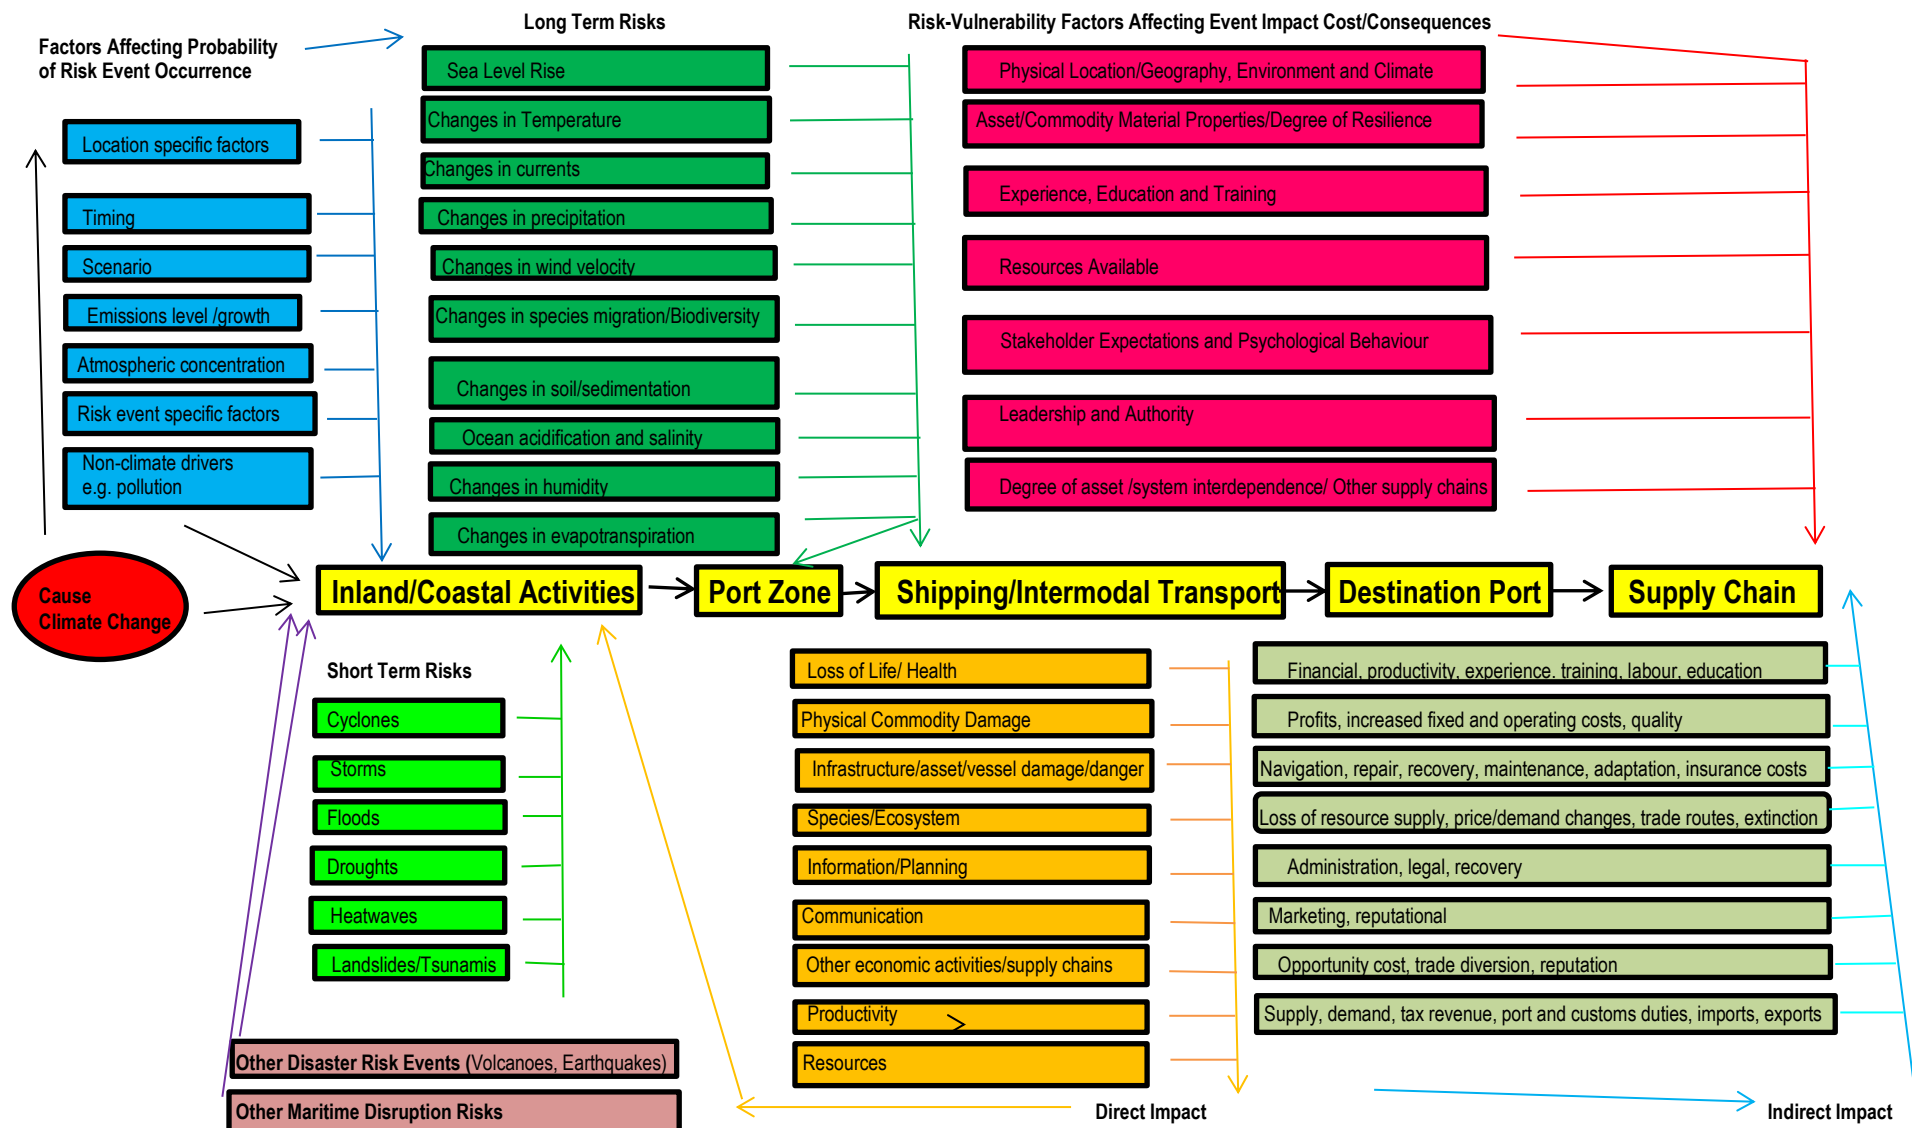 Long Term Risks
Risk-Vulnerability Factors Affecting Event Impact Cost/Consequences
Factors Affecting Probability
of Risk Event Occurrence
Location specific factors
Timing
Scenario
Emissions level /growth
Atmospheric concentration
Risk event specific factors
Non-climate drivers
e.g. pollution
Sea Level Rise
Changes in Temperature
Changes in currents
Changes in precipitation
Changes in wind velocity
Changes in species migration/Biodiversity
Changes in soil/sedimentation
Ocean acidification and salinity
Changes in humidity
Changes in evapotranspiration
Physical Location/Geography, Environment and Climate
Asset/Commodity Material Properties/Degree of Resilience
Experience, Education and Training
Resources Available
Stakeholder Expectations and Psychological Behaviour
Leadership and Authority
Degree of asset /system interdependence/ Other supply chains
Cause
Climate Change
Inland/Coastal Activities
Port Zone
Shipping/Intermodal Transport
Destination Port
Supply Chain
Short Term Risks
Cyclones
Storms
Floods
Droughts
Heatwaves
Landslides/Tsunamis
Other Disaster Risk Events (Volcanoes, Earthquakes)
Other Maritime Disruption Risks
Loss of Life/ Health
Physical Commodity Damage
Infrastructure/asset/vessel damage/danger
Species/Ecosystem
Information/Planning
Communication
Other economic activities/supply chains
Productivity
Resources
Direct Impact
Financial, productivity, experience. training, labour, education
Profits, increased fixed and operating costs, quality
Navigation, repair, recovery, maintenance, adaptation, insurance costs
Loss of resource supply, price/demand changes, trade routes, extinction
Administration, legal, recovery
Marketing, reputational
Opportunity cost, trade diversion, reputation
Supply, demand, tax revenue, port and customs duties, imports, exports
Indirect Impact